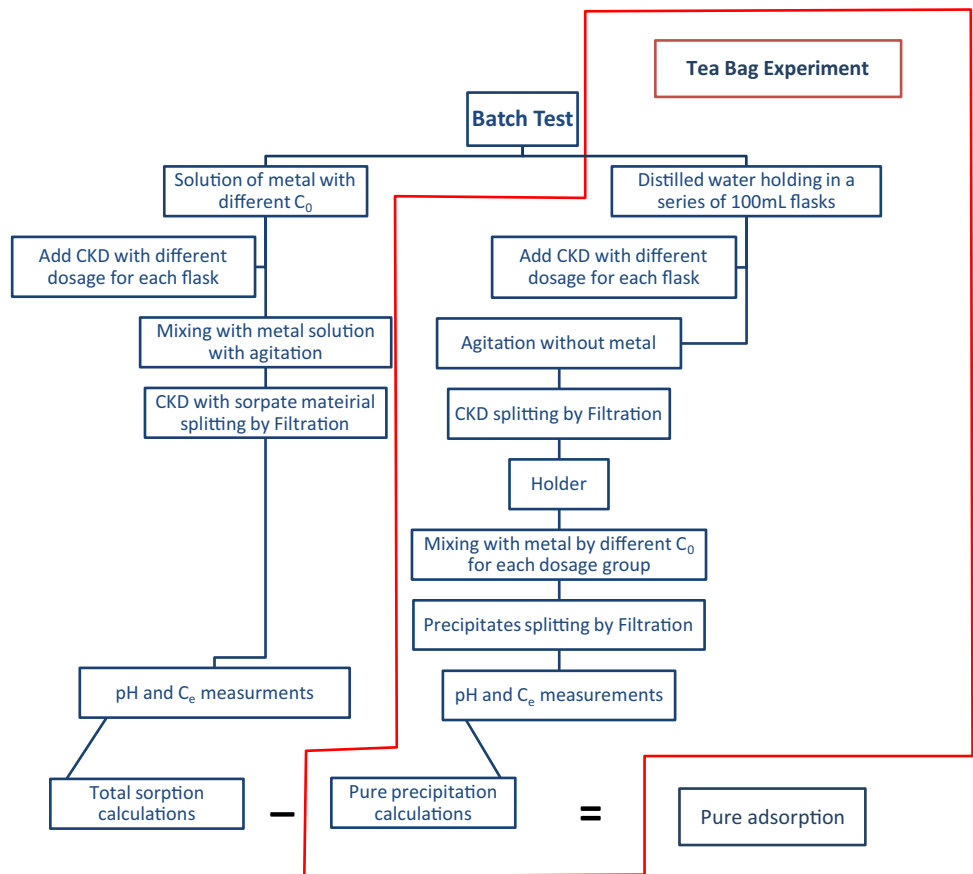 Tea Bag Experiment
Batch Test
Solution of metal with
different C₀
Distilled water holding in a
series of 100mL flasks
Add CKD with different
dosage for each flask
Add CKD with different
dosage for each flask
Mixing with metal solution
with agitation
Agitation without metal
CKD with sorpate mateirial
splitting by Filtration
CKD splitting by Filtration
Holder
Mixing with metal by different C₀
for each dosage group
Precipitates splitting by Filtration
pH and Cₑ measurments
pH and Cₑ measurements
Total sorption
calculations
−
Pure precipitation
calculations
=
Pure adsorption